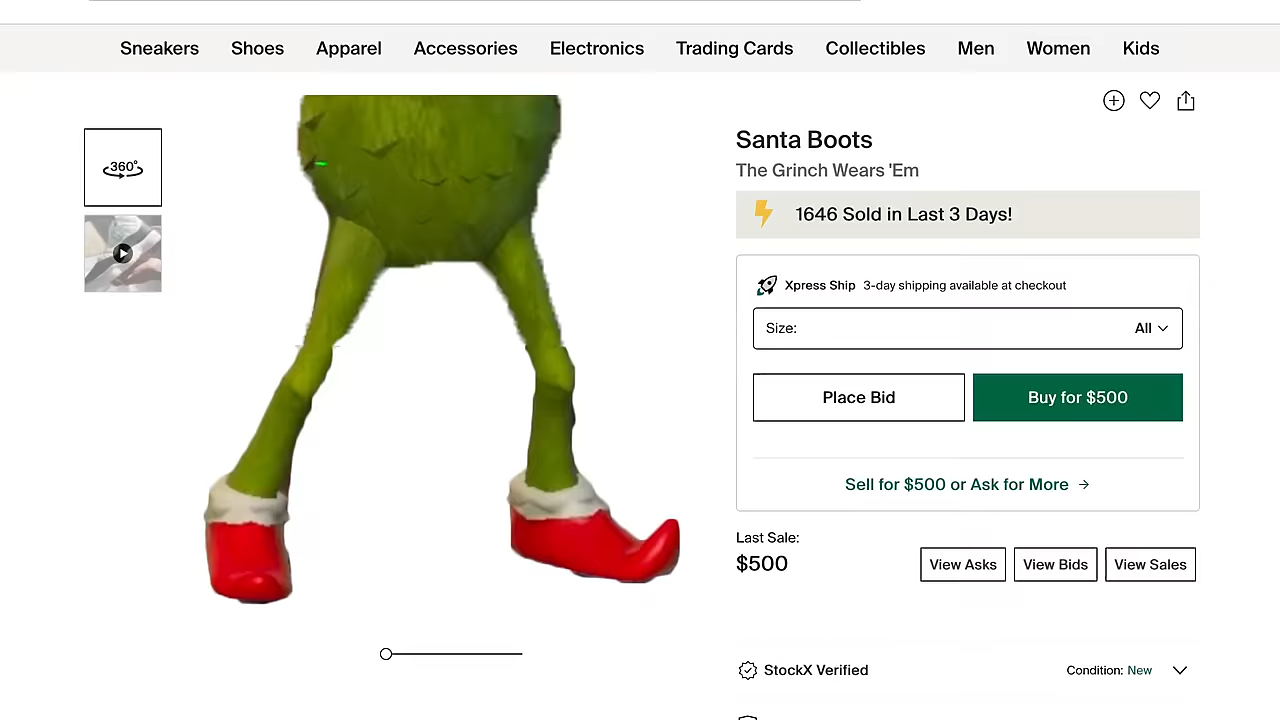 Sneakers Shoes Apparel Accessories Electronics Trading Cards Collectibles Men Women Kids
360°
Santa Boots
The Grinch Wears 'Em
1646 Sold in Last 3 Days!
Xpress Ship 3-day shipping available at checkout
Size: All
Place Bid Buy for $500
Sell for $500 or Ask for More →
Last Sale:
$500
View Asks View Bids View Sales
StockX Verified Condition: New